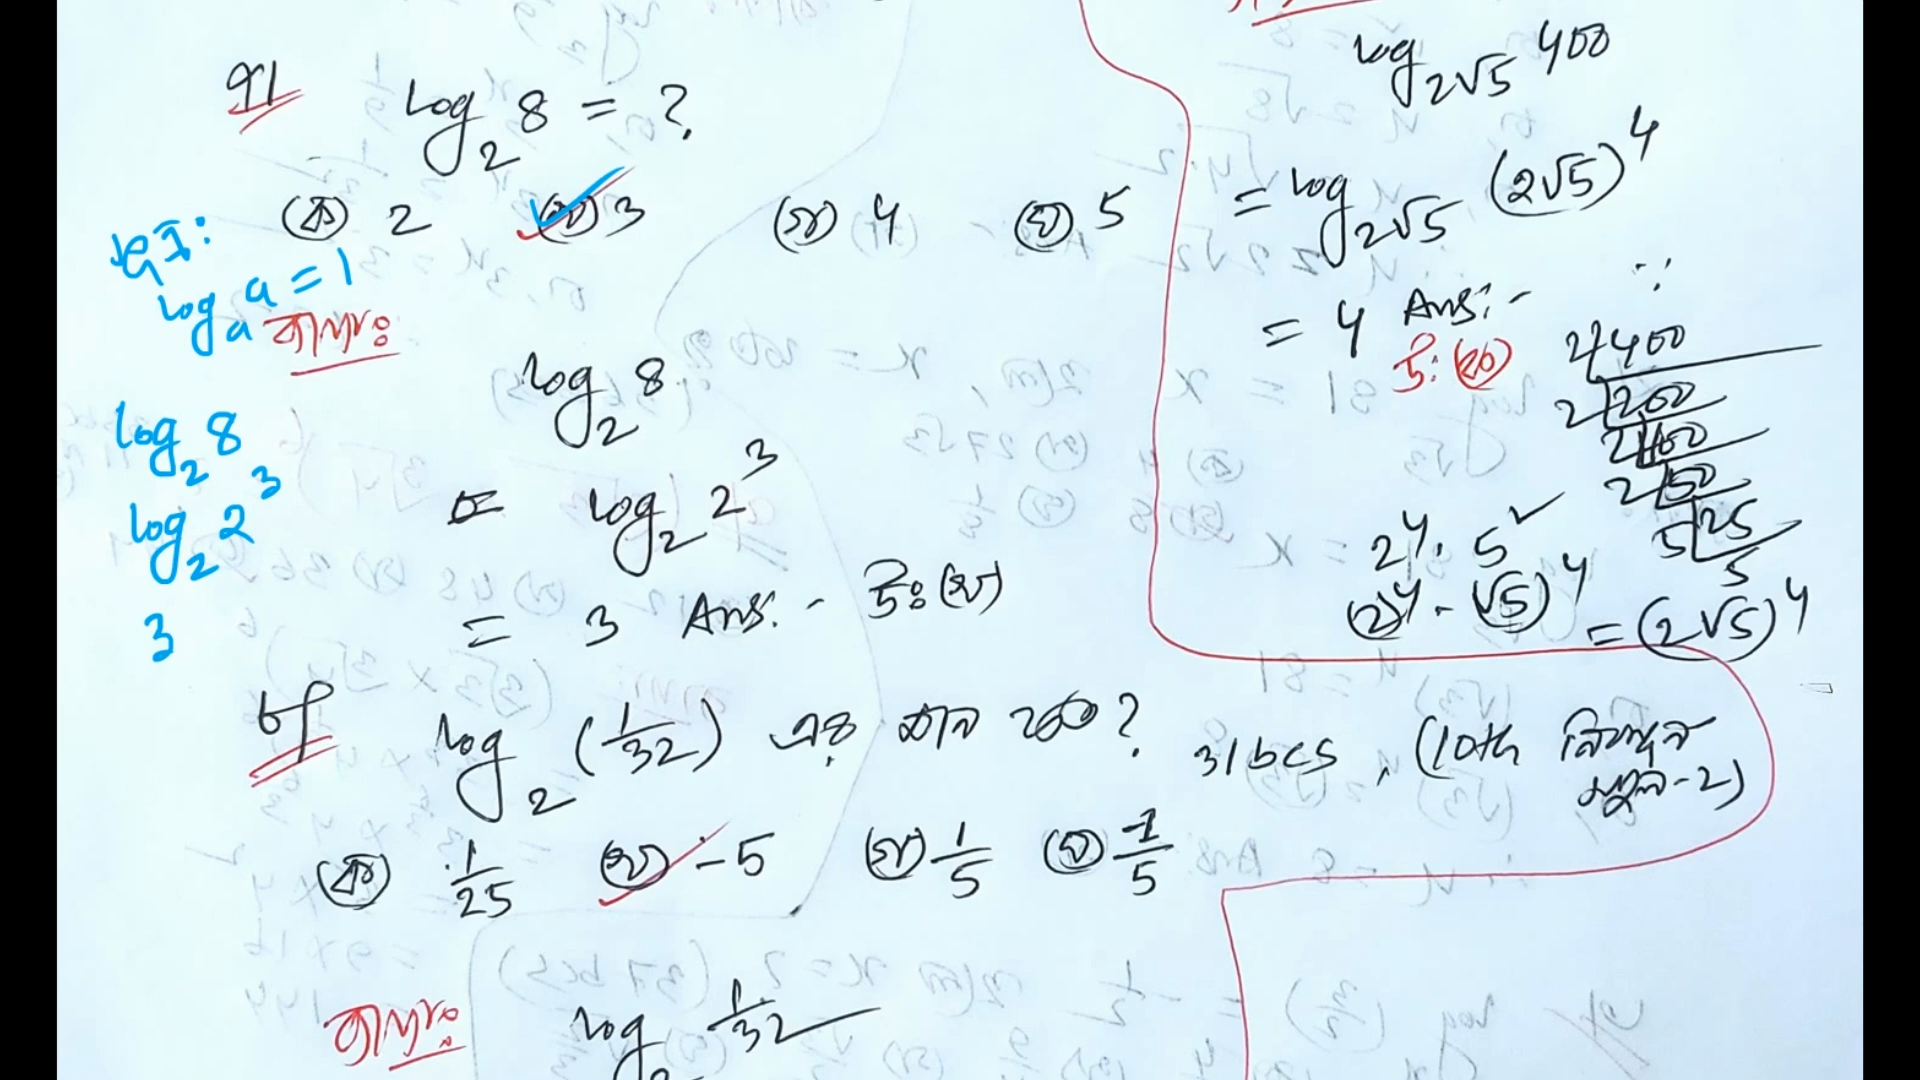 ৭। log₂ 8 = ?
(ক) 2 (খ) 3 (গ) 4 (ঘ) 5
সূত্র:
logₐ a = 1
log₂ 8
log₂ 2³
3
log₂ 8
= log₂ 2³
= 3 Ans: - উ: (খ)
log₂√5 400
= log₂√5 (2√5)⁴
= 4 Ans: -
উ: (গ)
∵
2 400
2 200
2 100
2 50
5 25
5
2⁴. 5²
(2)⁴ . (√5)⁴ = (2√5)⁴
৮। log₂ (1/32) এর মান কত? 31 bcs, (10th নিবন্ধন স্কুল-2)
(ক) 1/25 (খ) -5 (গ) 1/5 (ঘ) -1/5
log₂ 1/32